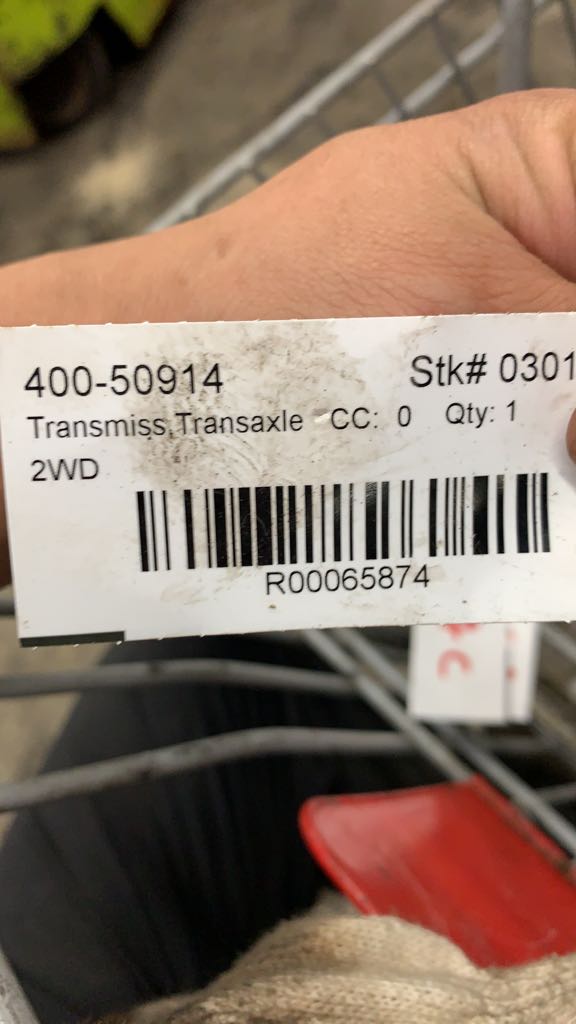 400-50914 Stk# 0301
Transmiss,Transaxle CC: 0 Qty: 1
2WD
R00065874